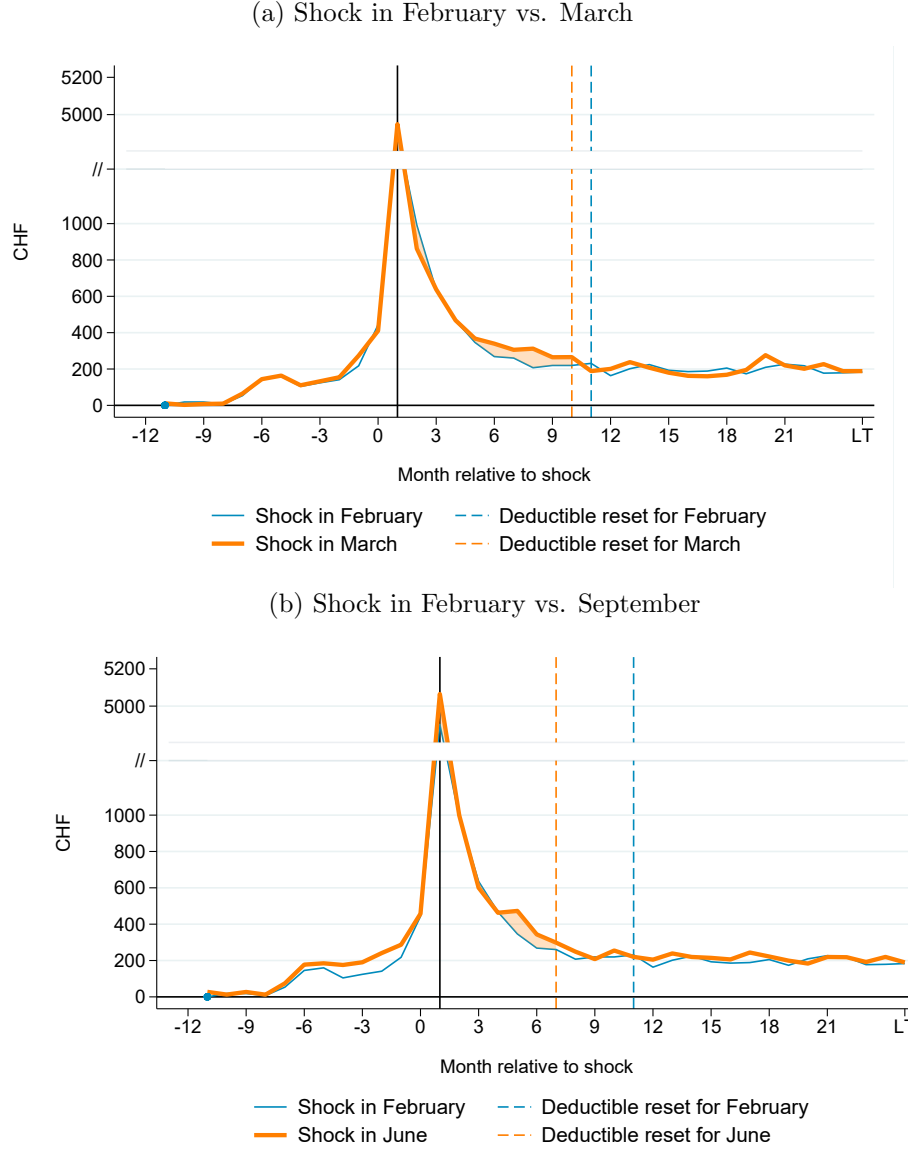 (a) Shock in February vs. March
5200
5000
//
1000
800
600
400
200
0
CHF
-12 -9 -6 -3 0 3 6 9 12 15 18 21 LT
Month relative to shock
Shock in February Deductible reset for February
Shock in March Deductible reset for March
(b) Shock in February vs. September
5200
5000
//
1000
800
600
400
200
0
CHF
-12 -9 -6 -3 0 3 6 9 12 15 18 21 LT
Month relative to shock
Shock in February Deductible reset for February
Shock in June Deductible reset for June